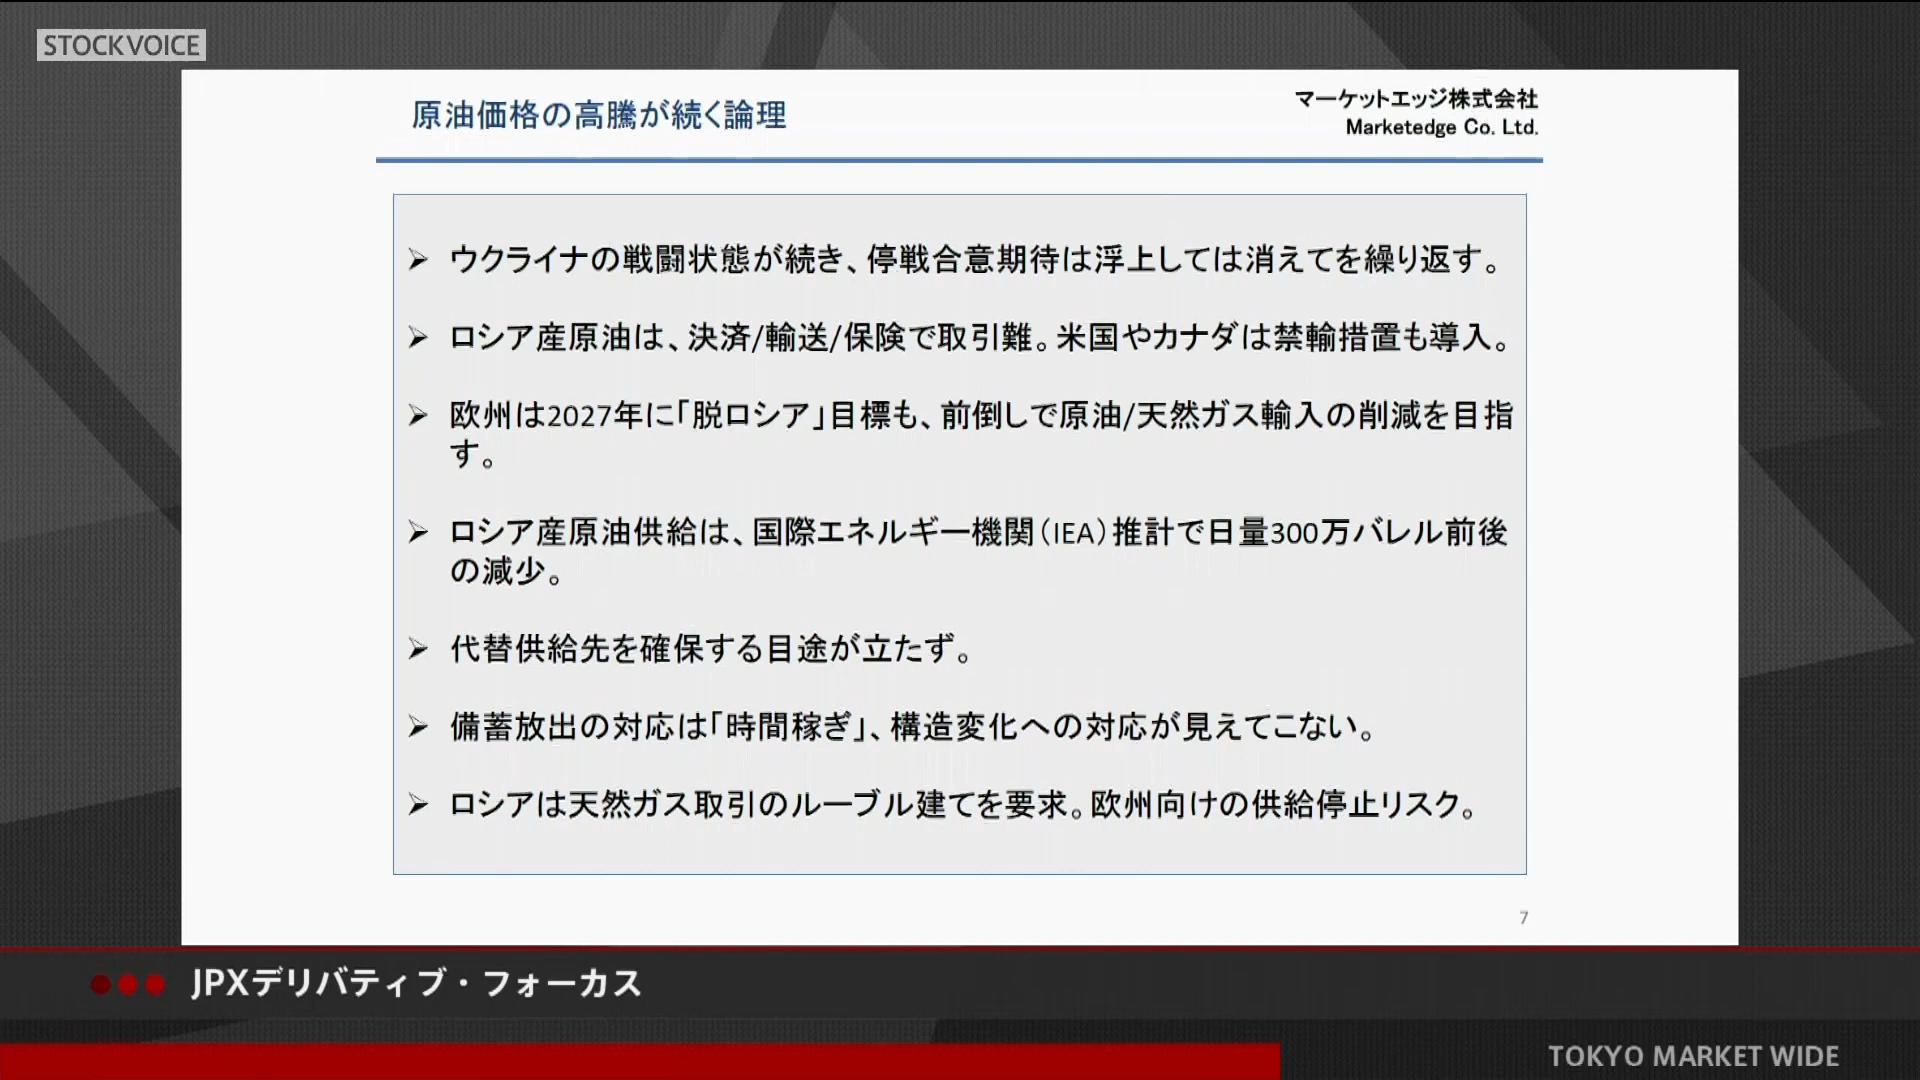 STOCKVOICE
原油価格の高騰が続く論理
マーケットエッジ株式会社
Marketedge Co. Ltd.
➢ ウクライナの戦闘状態が続き、停戦合意期待は浮上しては消えてを繰り返す。
➢ ロシア産原油は、決済/輸送/保険で取引難。米国やカナダは禁輸措置も導入。
➢ 欧州は2027年に「脱ロシア」目標も、前倒しで原油/天然ガス輸入の削減を目指
す。
➢ ロシア産原油供給は、国際エネルギー機関（IEA）推計で日量300万バレル前後
の減少。
➢ 代替供給先を確保する目途が立たず。
➢ 備蓄放出の対応は「時間稼ぎ」、構造変化への対応が見えてこない。
➢ ロシアは天然ガス取引のルーブル建てを要求。欧州向けの供給停止リスク。
7
JPXデリバティブ・フォーカス
TOKYO MARKET WIDE